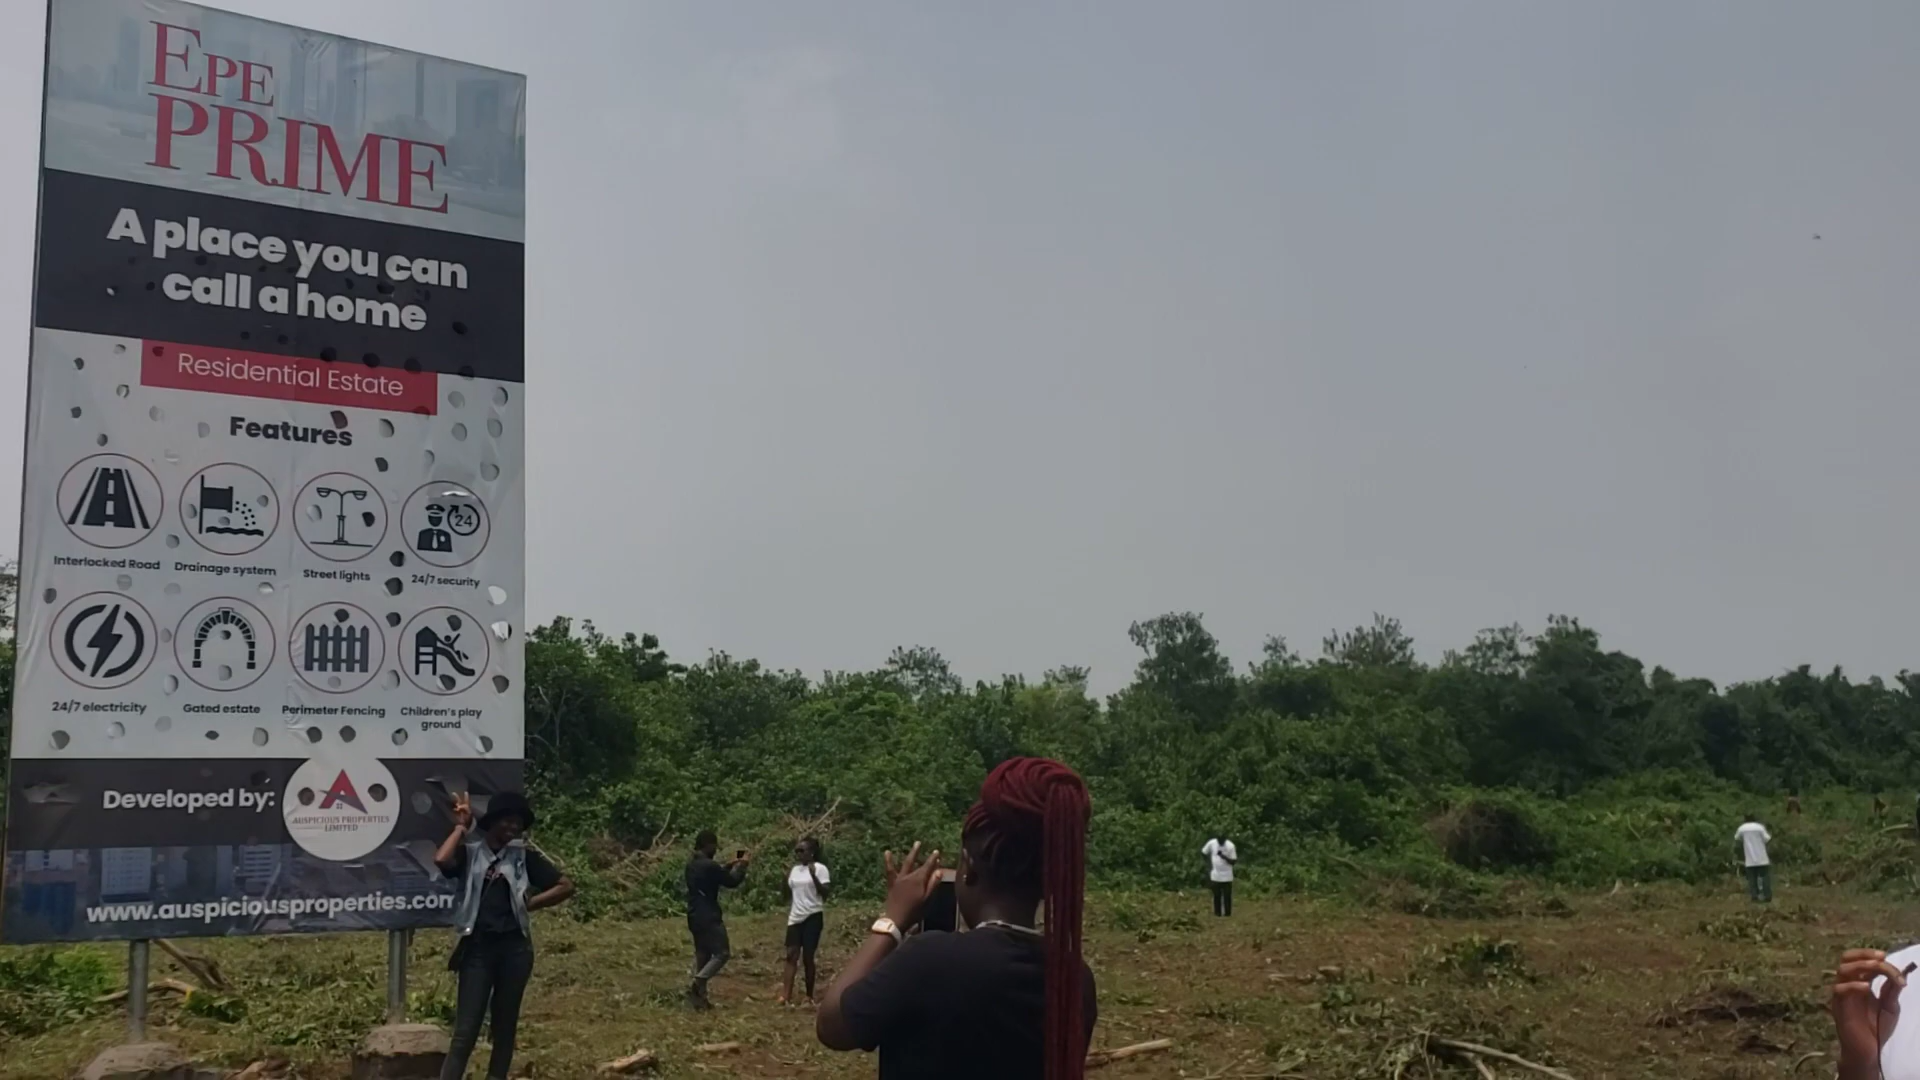 EPE
PRIME
A place you can
call a home
Residential Estate
Features
24
Interlocked Road
Drainage system
Street lights
24/7 security
24/7 electricity
Gated estate
Perimeter Fencing
Children's play
ground
Developed by:
AUSPICIOUS PROPERTIES
LIMITED
www.auspiciousproperties.com